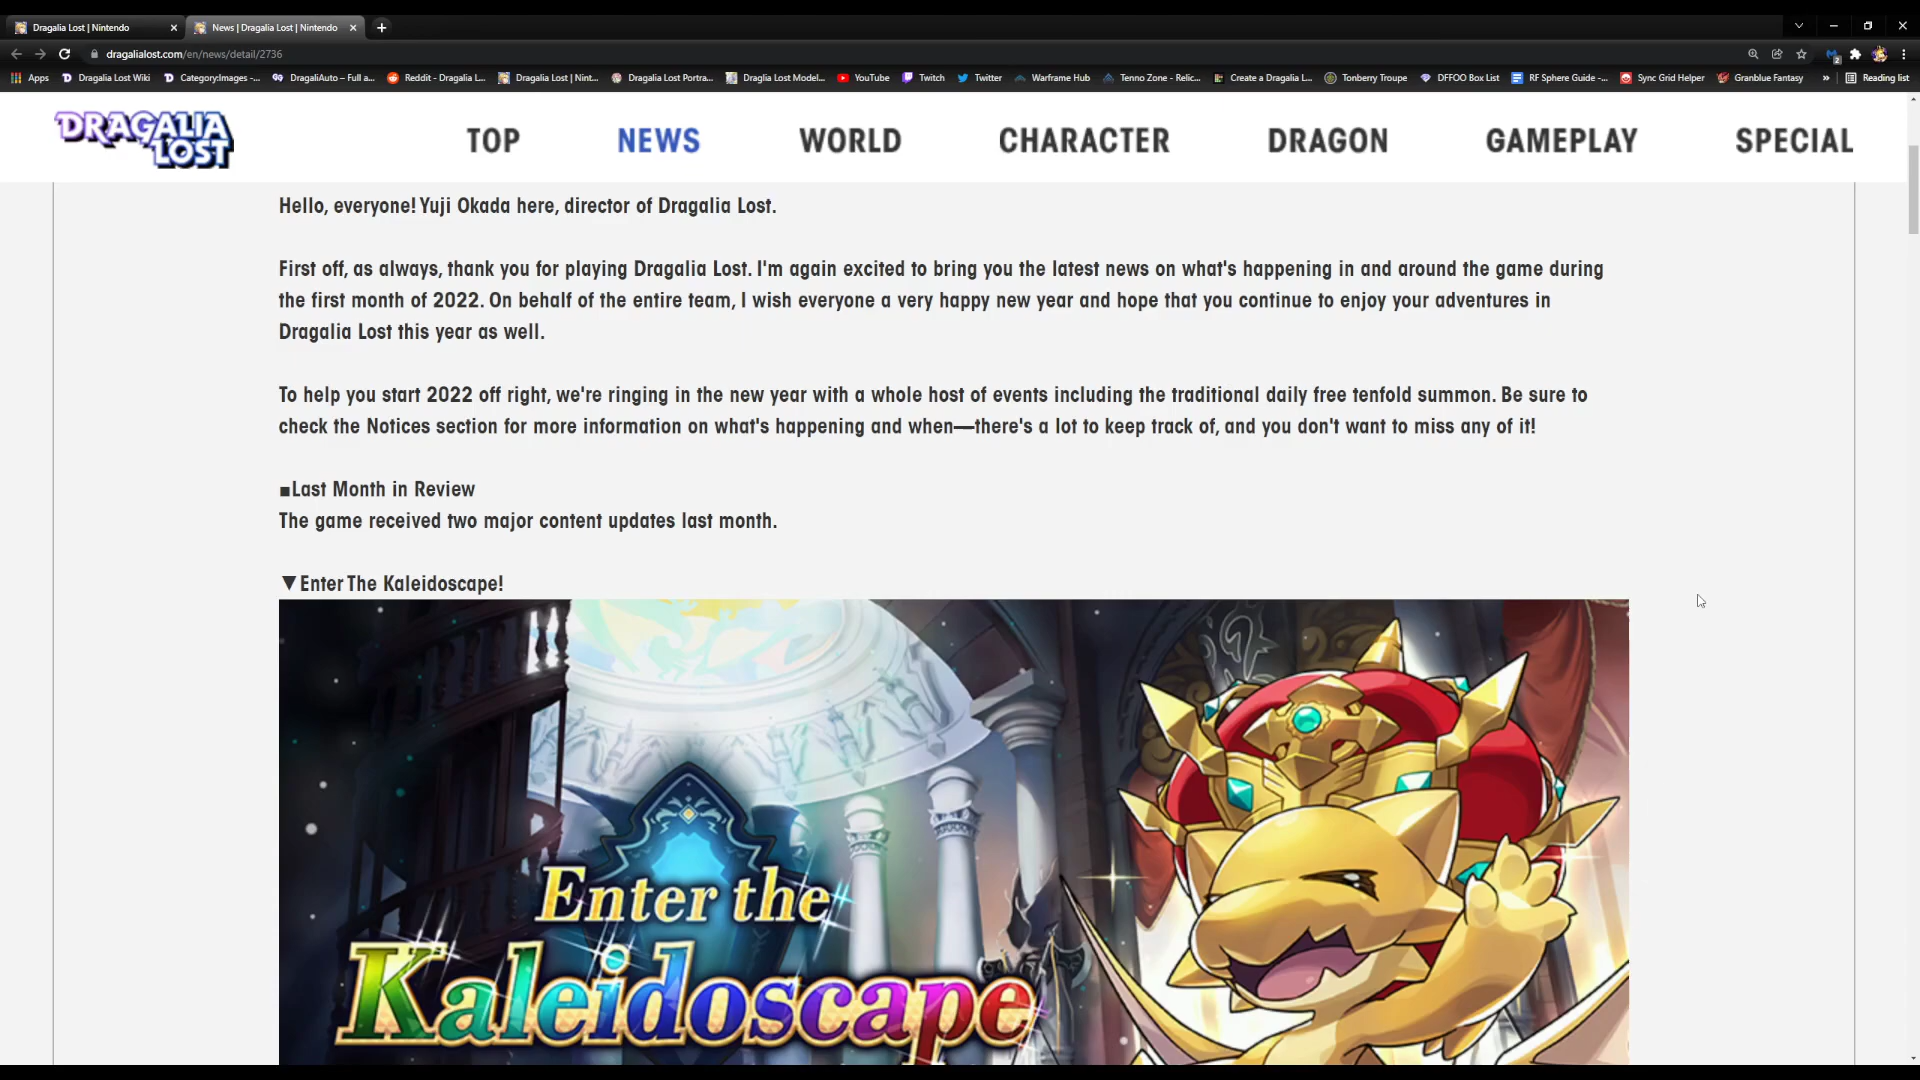 Dragalia Lost | Nintendo
News | Dragalia Lost | Nintendo
dragalialost.com/en/news/detail/2736
Apps
Dragalia Lost Wiki
Category:Images -...
DragaliAuto – Full a...
Reddit - Dragalia L...
Dragalia Lost | Nint...
Dragalia Lost Portra...
Draglia Lost Model...
YouTube
Twitch
Twitter
Warframe Hub
Tenno Zone - Relic...
Create a Dragalia L...
Tonberry Troupe
DFFOO Box List
RF Sphere Guide -...
Sync Grid Helper
Granblue Fantasy
»
Reading list
DRAGALIA
LOST
TOP
NEWS
WORLD
CHARACTER
DRAGON
GAMEPLAY
SPECIAL
Hello, everyone! Yuji Okada here, director of Dragalia Lost.
First off, as always, thank you for playing Dragalia Lost. I'm again excited to bring you the latest news on what's happening in and around the game during
the first month of 2022. On behalf of the entire team, I wish everyone a very happy new year and hope that you continue to enjoy your adventures in
Dragalia Lost this year as well.
To help you start 2022 off right, we're ringing in the new year with a whole host of events including the traditional daily free tenfold summon. Be sure to
check the Notices section for more information on what's happening and when—there's a lot to keep track of, and you don't want to miss any of it!
■Last Month in Review
The game received two major content updates last month.
▼Enter The Kaleidoscape!
Enter the
Kaleidoscape